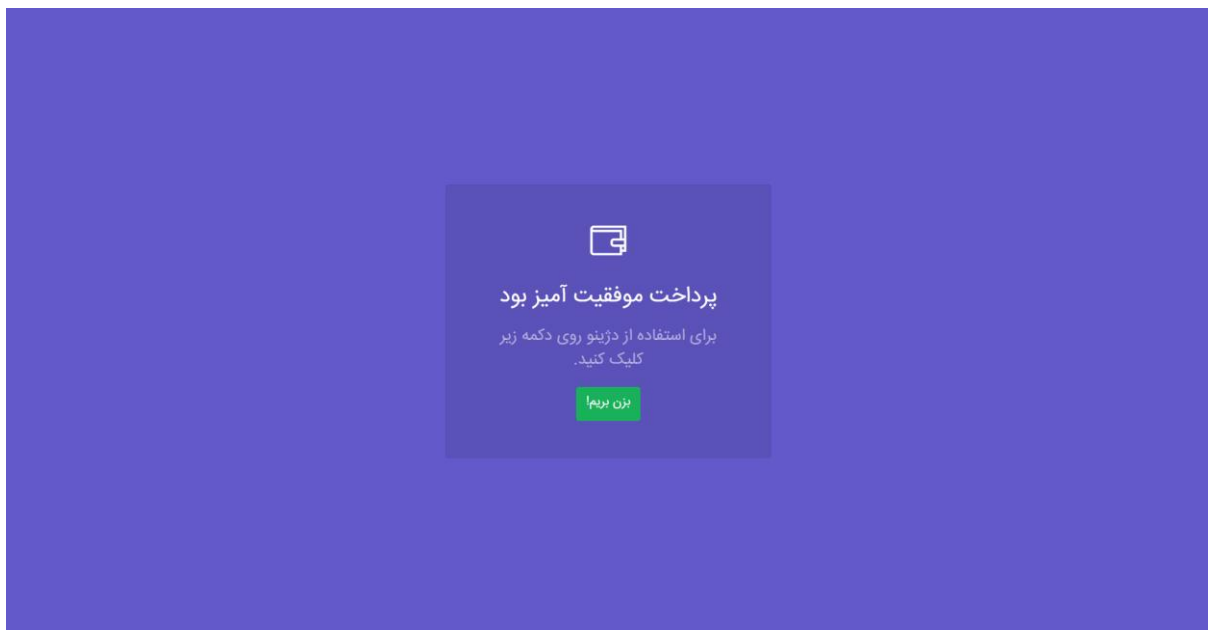 پرداخت موفقیت آمیز بود
برای استفاده از دژینو روی دکمه زیر
کلیک کنید.
بزن بریم!